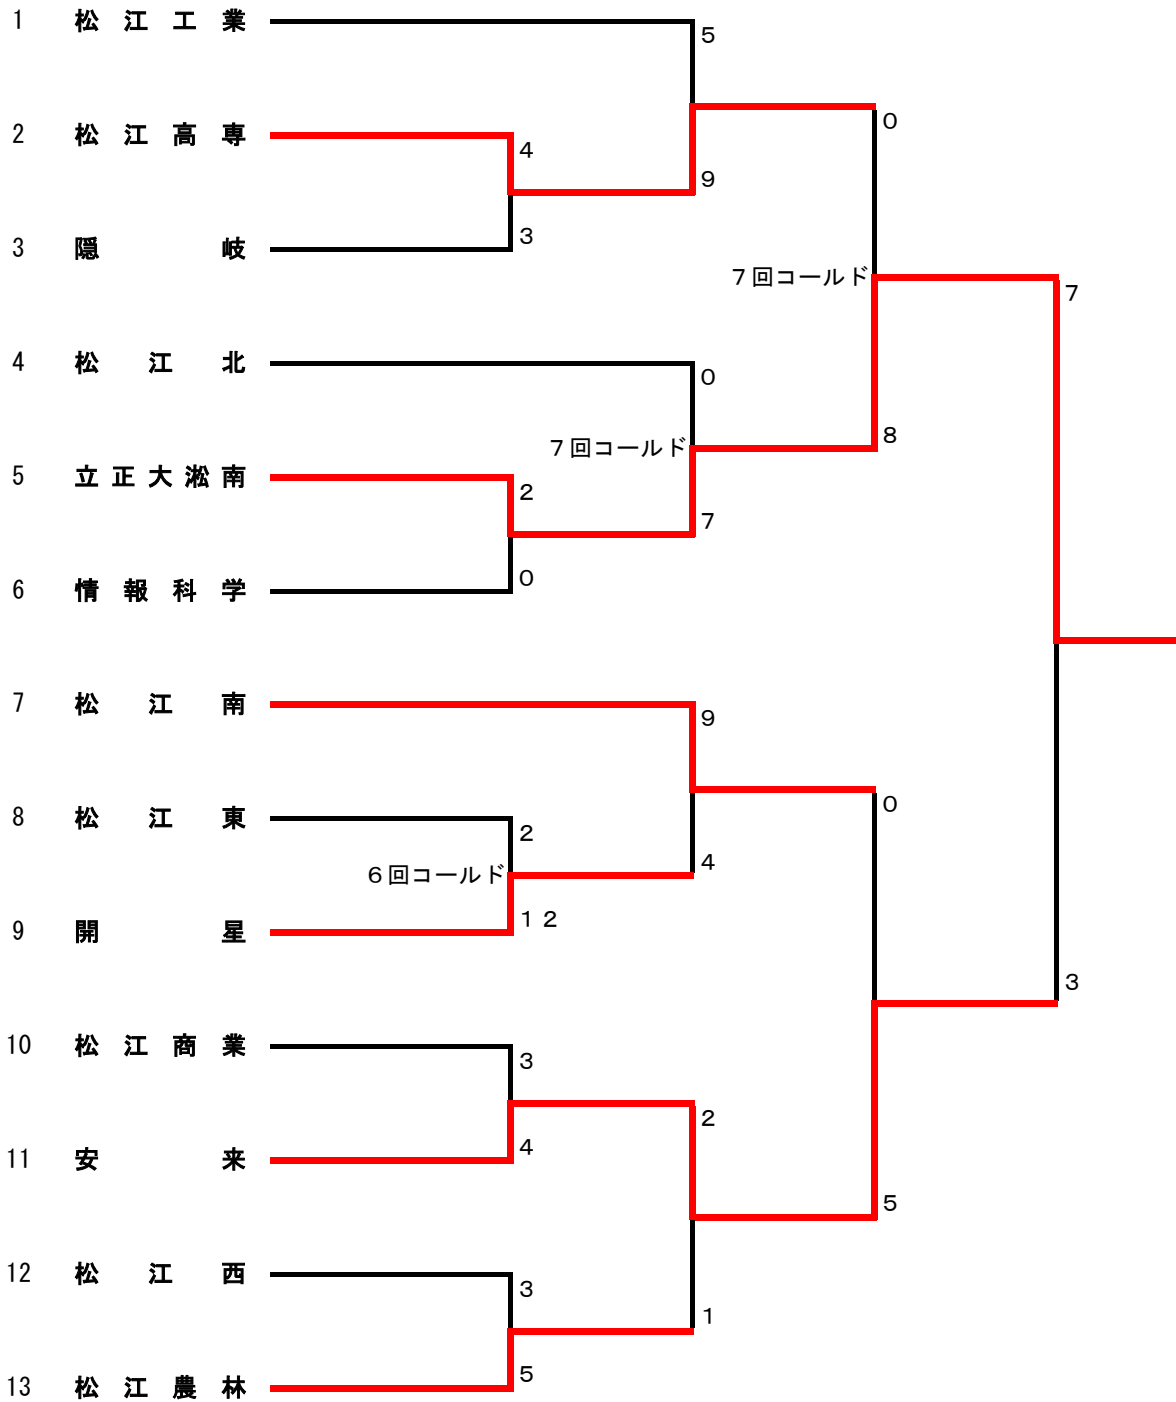 1 松江工業
5
0
2 松江高専
4
9
3 隠岐
3
7回コールド
7
4 松江北
0
7回コールド
8
5 立正大淞南
2
7
6 情報科学
0
7 松江南
9
0
8 松江東
2
6回コールド
4
9 開星
12
3
10 松江商業
3
2
11 安来
4
5
12 松江西
3
1
13 松江農林
5